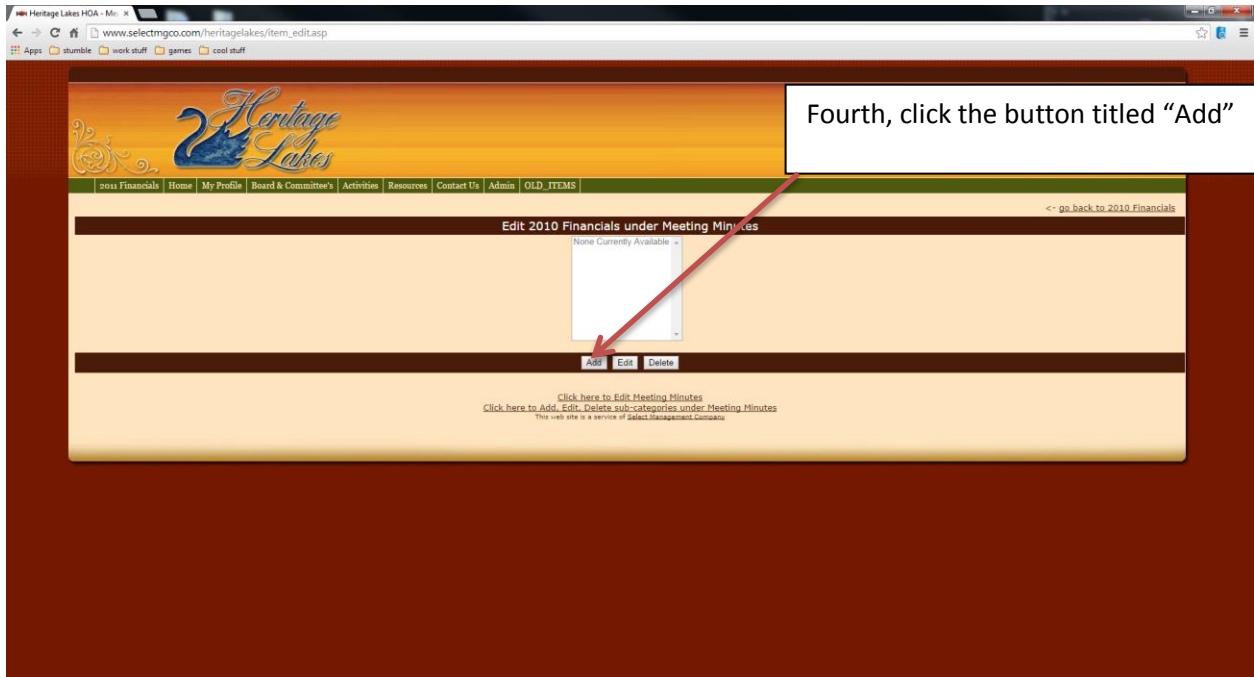 Heritage Lakes HOA - Me
www.selectmgco.com/heritagelakes/item_edit.asp
Apps stumble work stuff games cool stuff
Heritage
Lakes
Fourth, click the button titled “Add”
2011 Financials Home My Profile Board & Committee's Activities Resources Contact Us Admin OLD_ITEMS
<- go back to 2010 Financials
Edit 2010 Financials under Meeting Minutes
None Currently Available
Add Edit Delete
Click here to Edit Meeting Minutes
Click here to Add, Edit, Delete sub-categories under Meeting Minutes
This web site is a service of Select Management Company